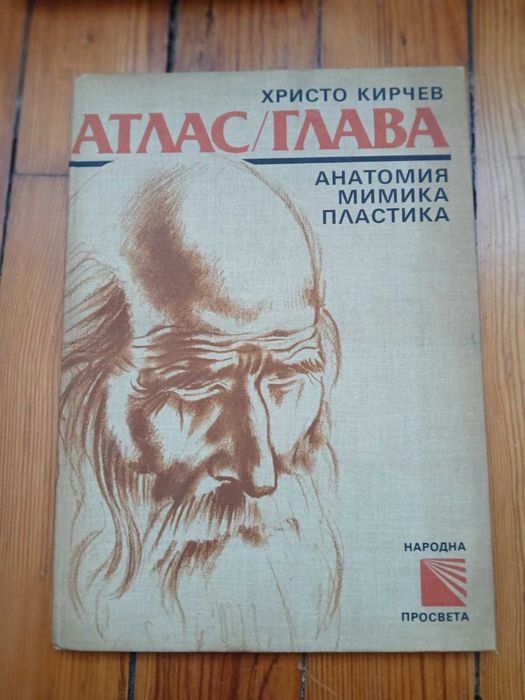 ХРИСТО КИРЧЕВ
АТЛАС/ГЛАВА
АНАТОМИЯ
МИМИКА
ПЛАСТИКА
НАРОДНА
ПРОСВЕТА